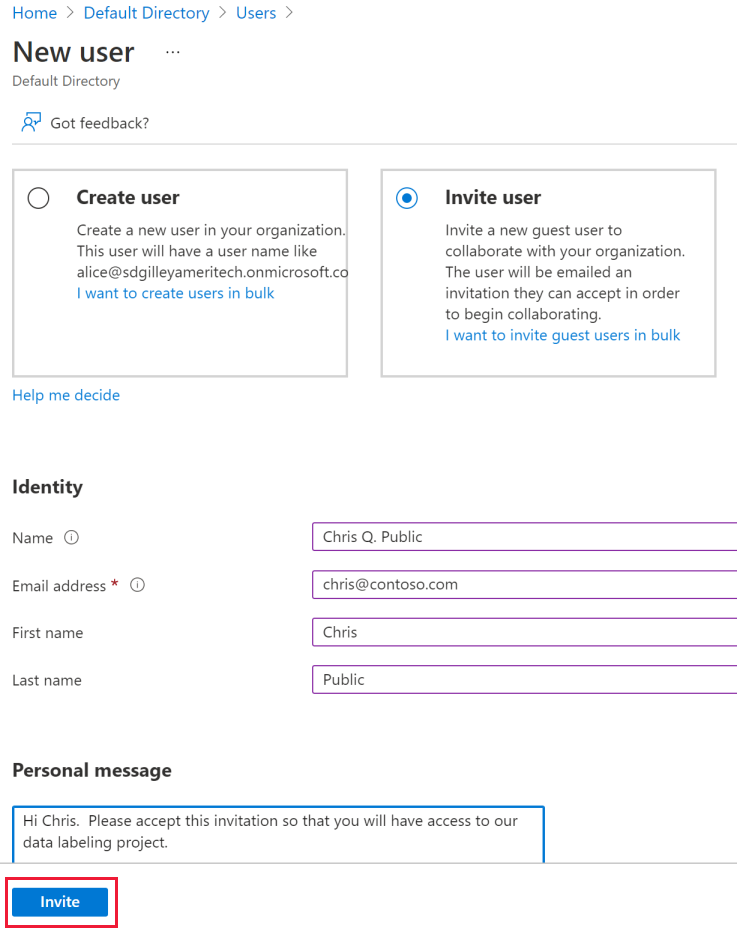 Home > Default Directory > Users >
New user ...
Default Directory
Got feedback?
Create user
Create a new user in your organization.
This user will have a user name like
alice@sdgilleyameritech.onmicrosoft.co
I want to create users in bulk
Invite user
Invite a new guest user to
collaborate with your organization.
The user will be emailed an
invitation they can accept in order
to begin collaborating.
I want to invite guest users in bulk
Help me decide
Identity
Name Chris Q. Public
Email address * chris@contoso.com
First name Chris
Last name Public
Personal message
Hi Chris.  Please accept this invitation so that you will have access to our
data labeling project.
Invite